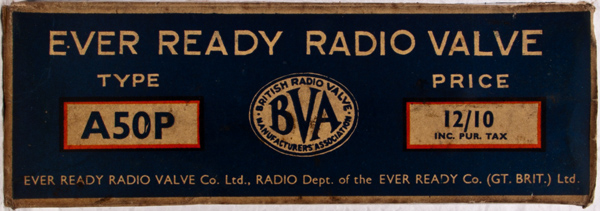 EVER READY RADIO VALVE
TYPE
A50P
BRITISH RADIO VALVE
BVA
MANUFACTURERS' ASSOCIATION
PRICE
12/10
INC. PUR. TAX
EVER READY RADIO VALVE Co. Ltd., RADIO Dept. of the EVER READY Co. (GT. BRIT.) Ltd.